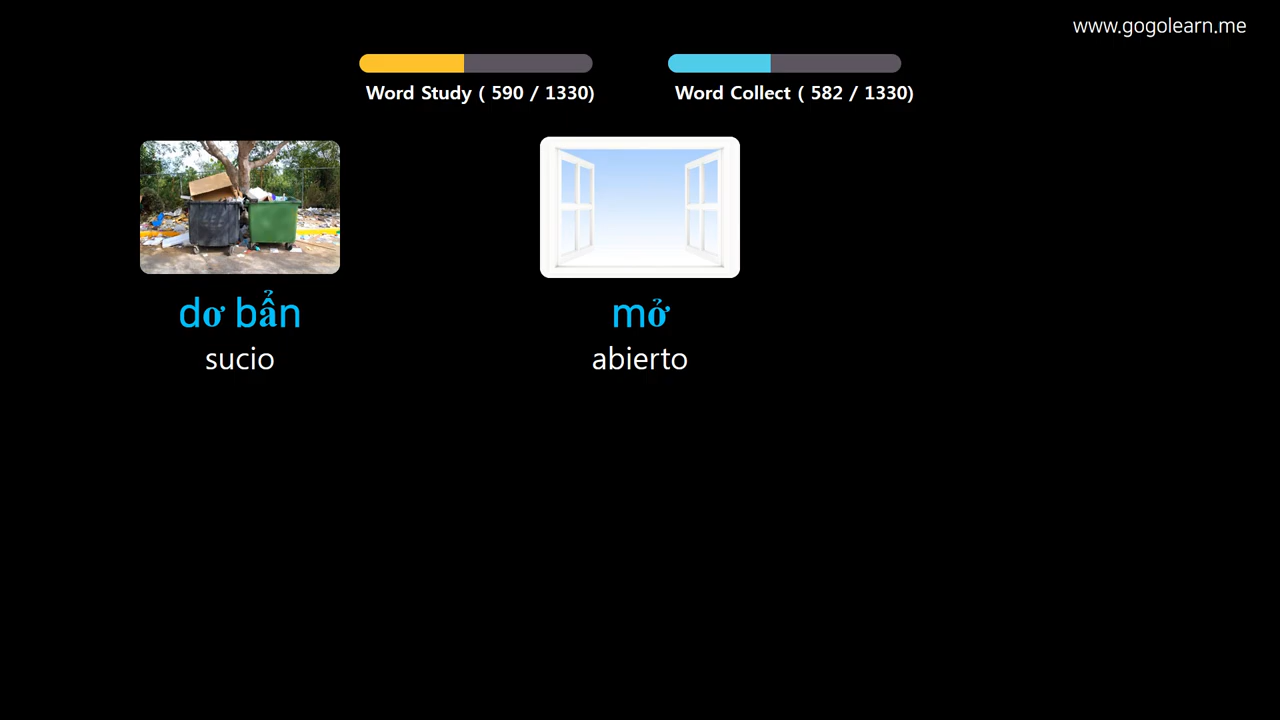 www.gogolearn.me
Word Study ( 590 / 1330)
Word Collect ( 582 / 1330)
dơ bẩn
sucio
mở
abierto